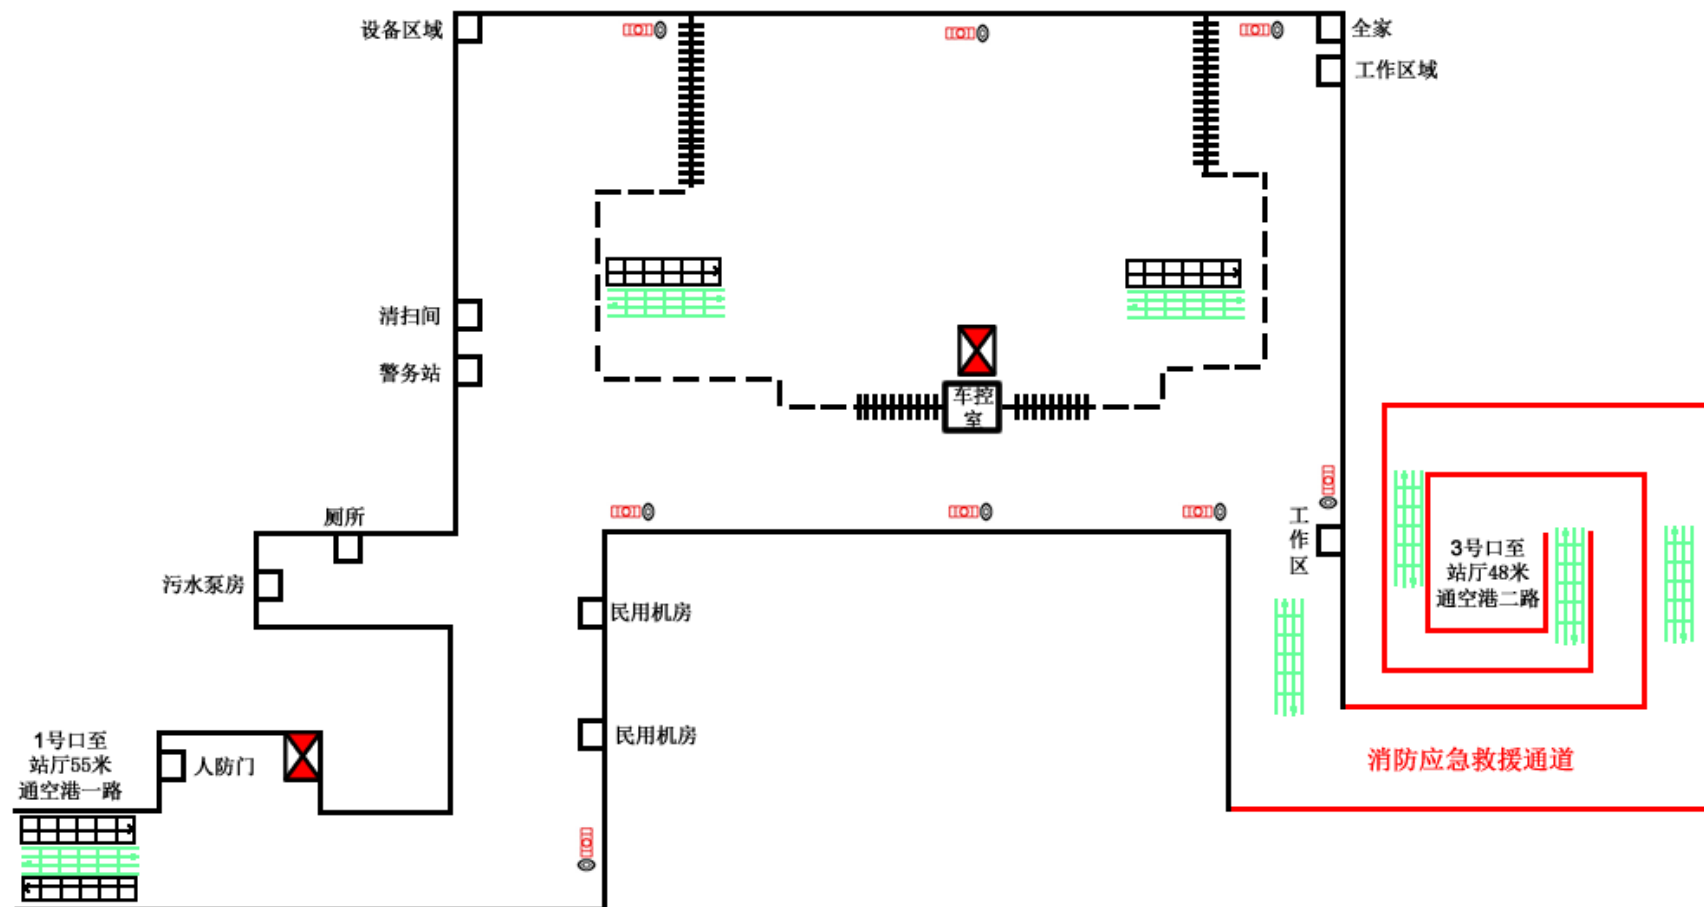 设备区域
全家
工作区域
清扫间
警务站
车控
室
厕所
工
作
区
3号口至
站厅48米
通空港二路
污水泵房
民用机房
民用机房
1号口至
站厅55米
通空港一路
人防门
消防应急救援通道